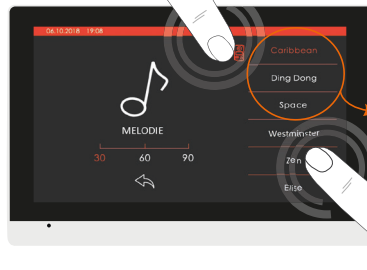 06.10.2018 19:08
Caribbean
Ding Dong
Space
MELODIE
Westminster
30 60 90
Zen
Elise